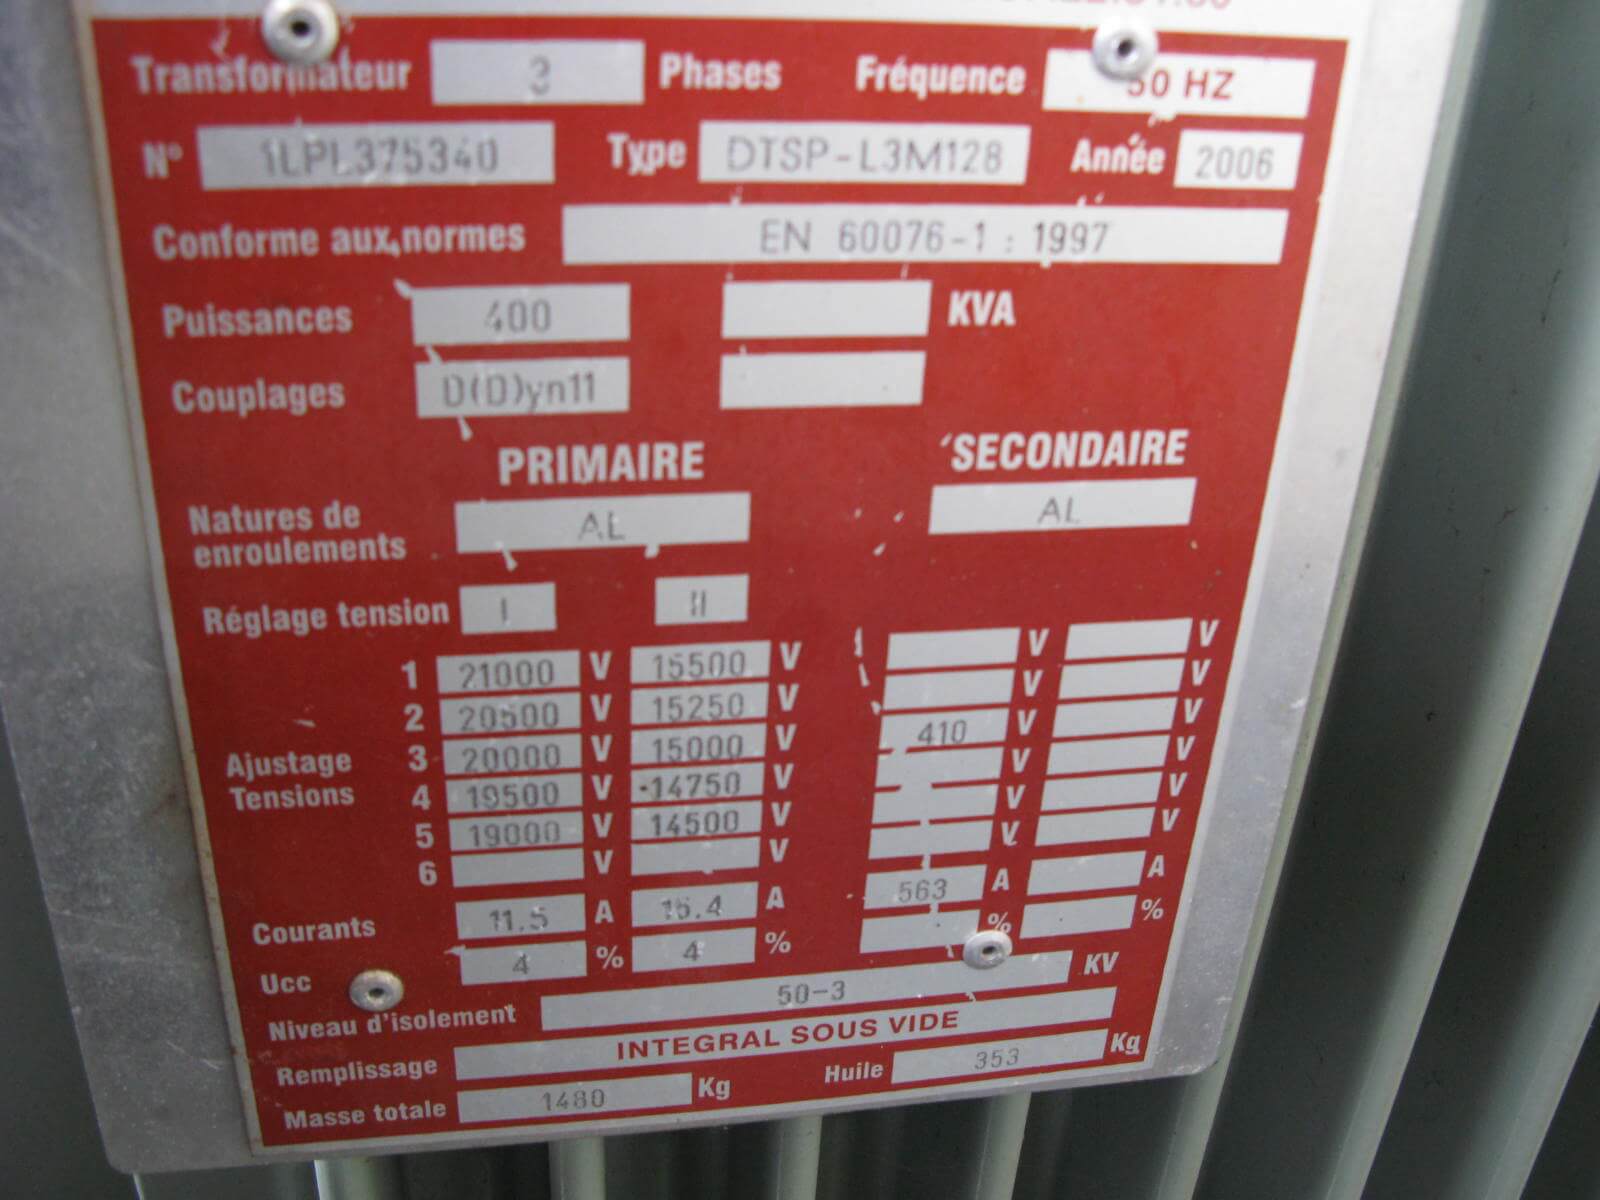 Transformateur 3 Phases Fréquence 50 HZ
N° 1LPL375340 Type DTSP-L3M128 Année 2006
Conforme aux normes EN 60076-1 : 1997
Puissances 400 KVA
Couplages D(D)yn11
PRIMAIRE SECONDAIRE
Natures de enroulements AL AL
Réglage tension I II
1 21000 V 15500 V V V
2 20500 V 15250 V V V
Ajustage Tensions 3 20000 V 15000 V 410 V V
4 19500 V 14750 V V V
5 19000 V 14500 V V V
6 V V V V
Courants 11.5 A 15.4 A 563 A A
Ucc 4 % 4 % % %
Niveau d'isolement 50-3 KV
Remplissage INTEGRAL SOUS VIDE
Masse totale 1480 Kg Huile 353 Kg